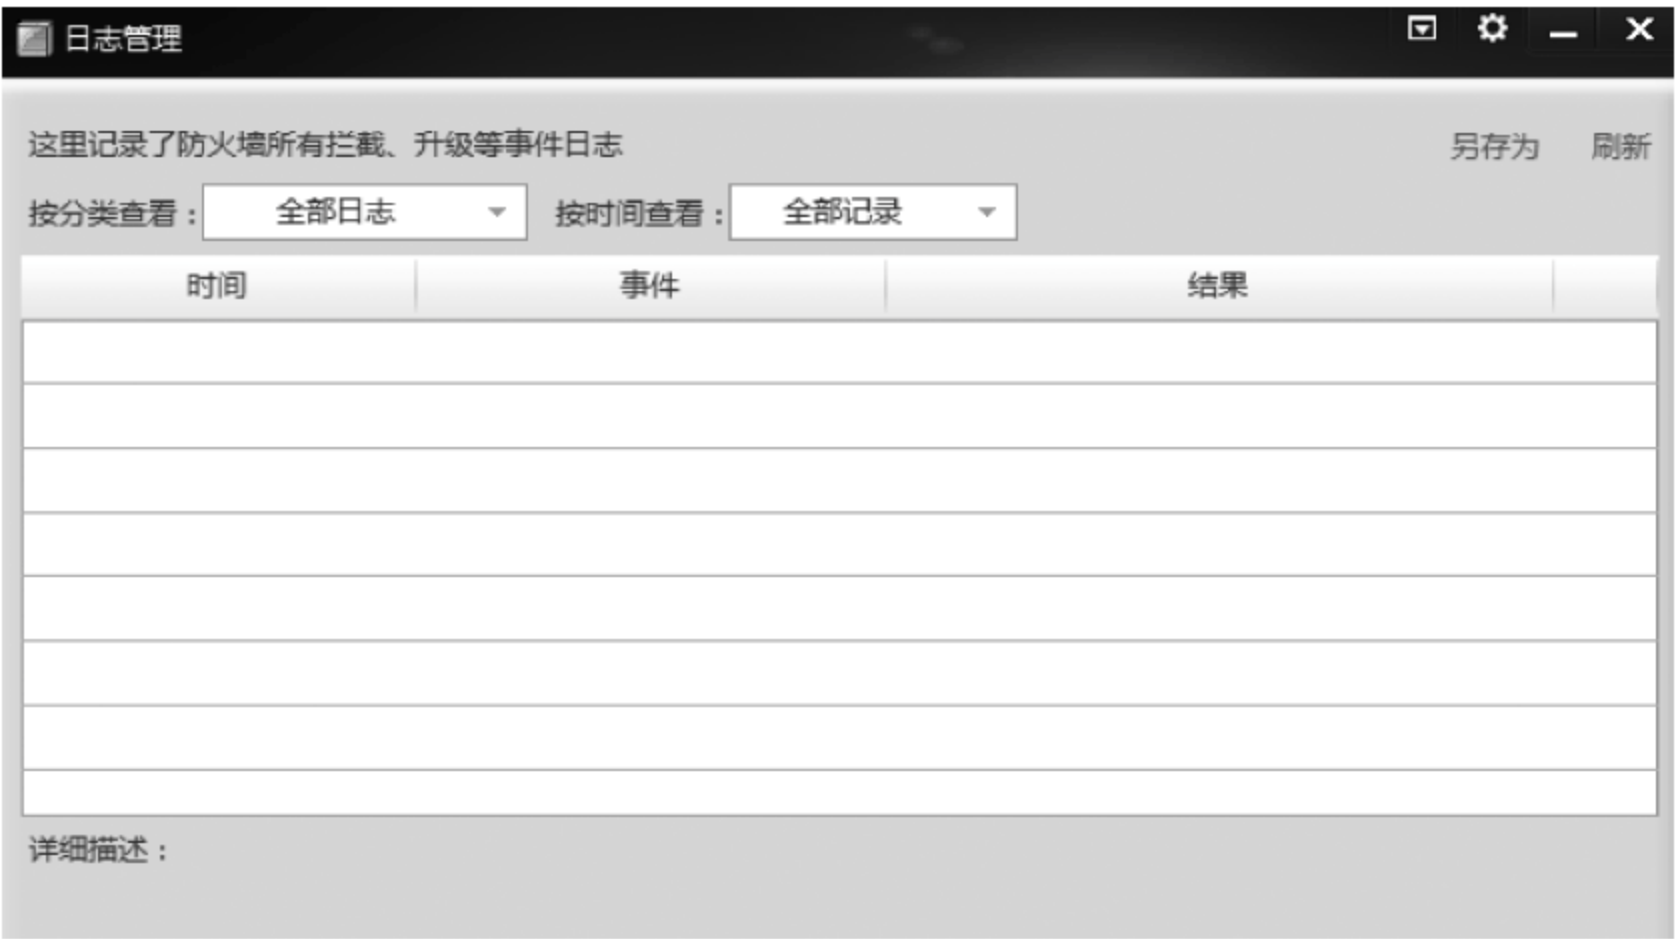 日志管理
这里记录了防火墙所有拦截、升级等事件日志 另存为 刷新
按分类查看：全部日志 按时间查看：全部记录
时间 事件 结果
详细描述：